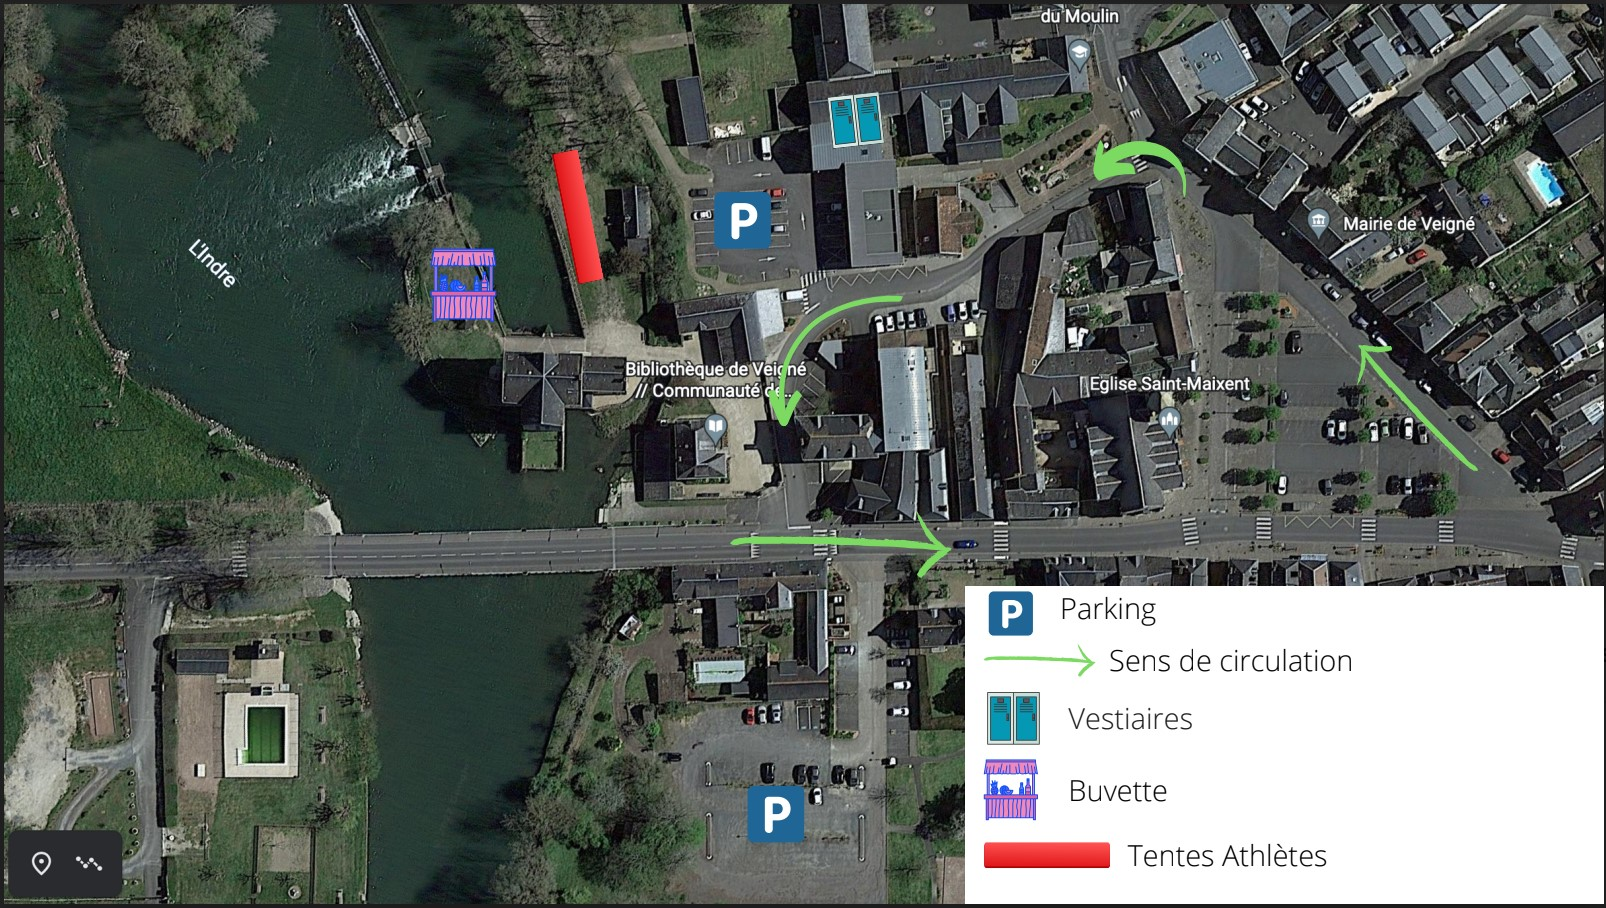 du Moulin
L'Indre
P
Mairie de Veigné
Bibliothèque de Veigné
// Communauté de...
Eglise Saint-Maixent
P
P Parking
Sens de circulation
Vestiaires
Buvette
Tentes Athlètes